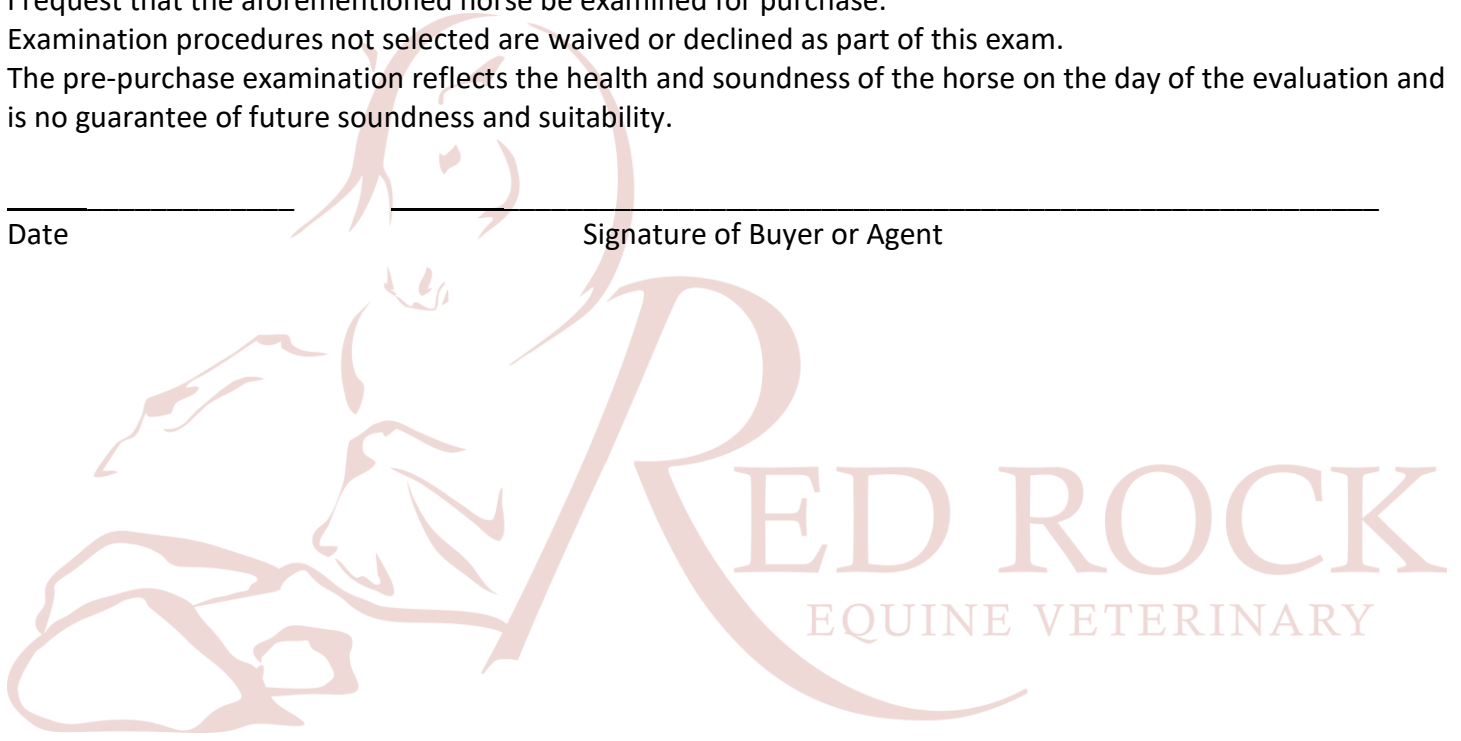 I request that the aforementioned horse be examined for purchase.
Examination procedures not selected are waived or declined as part of this exam.
The pre-purchase examination reflects the health and soundness of the horse on the day of the evaluation and
is no guarantee of future soundness and suitability.
Date Signature of Buyer or Agent
RED ROCK
EQUINE VETERINARY